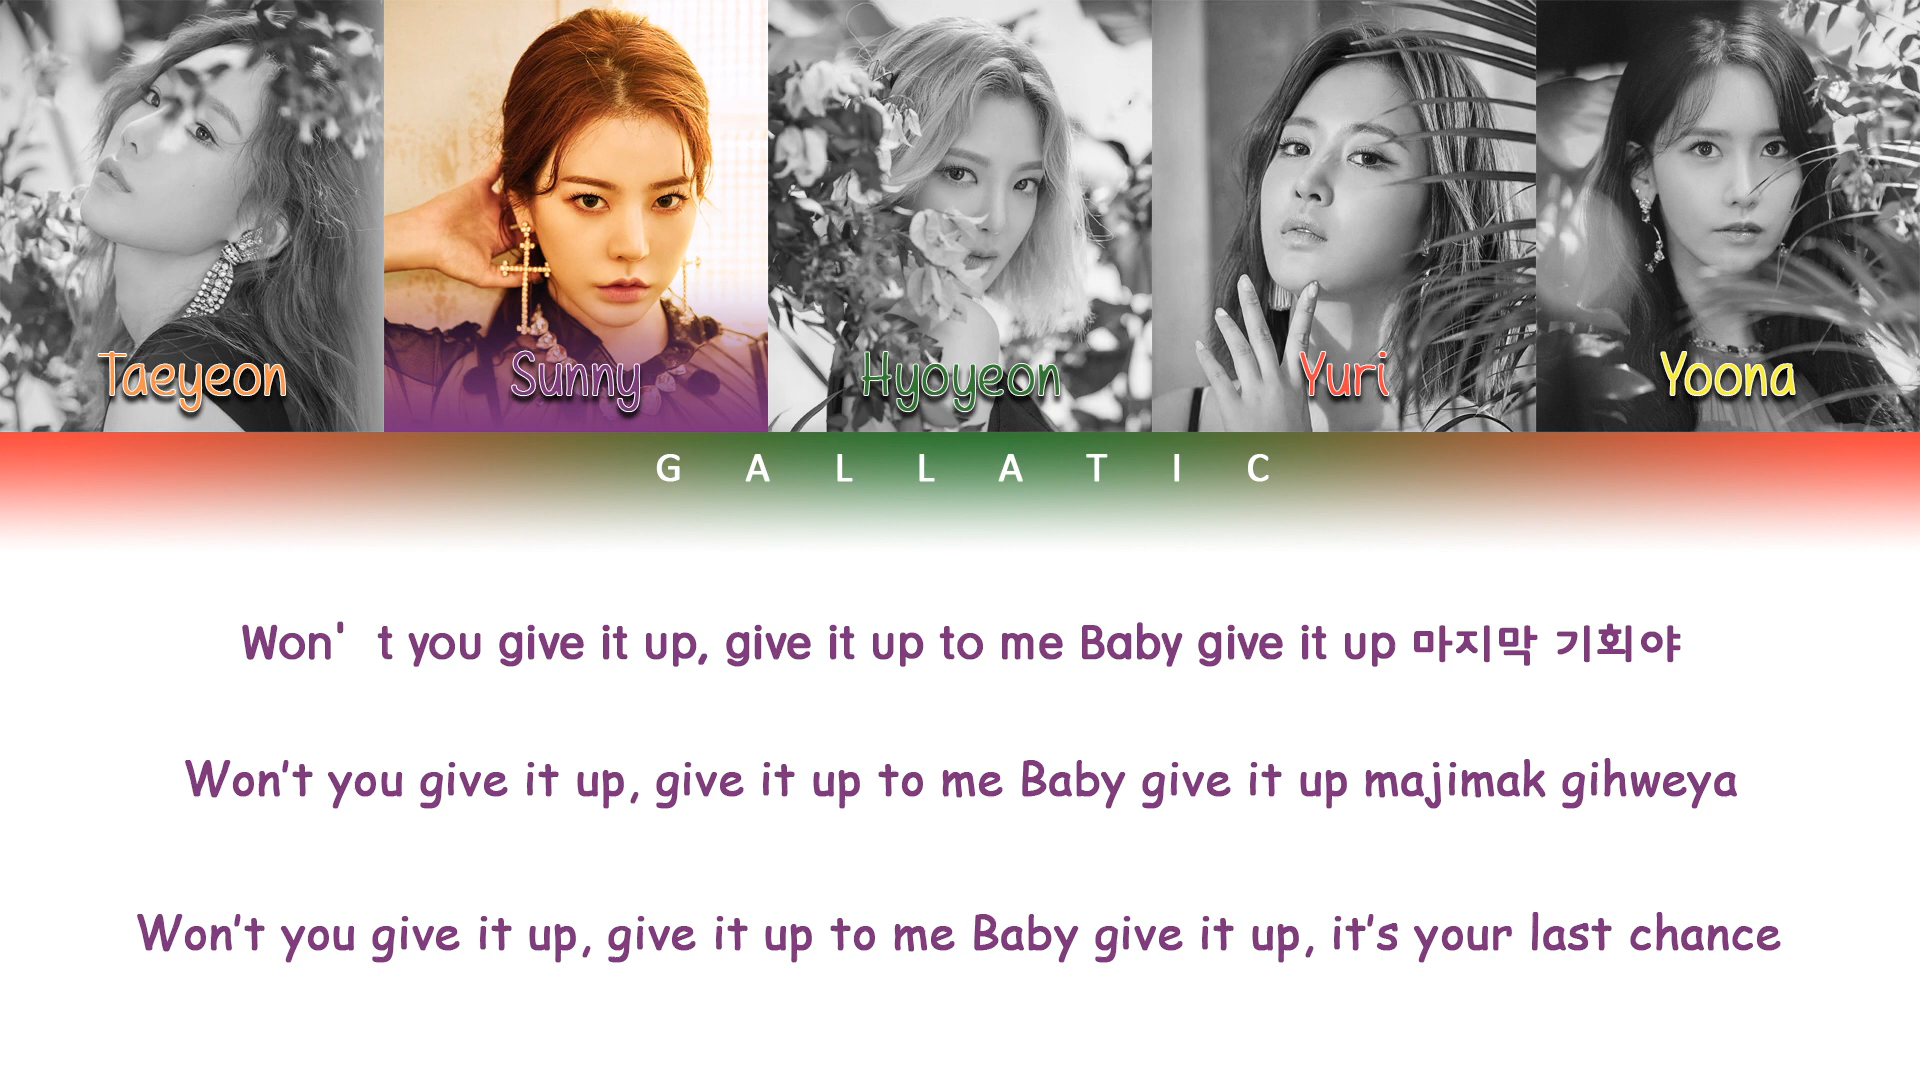 Taeyeon
Sunny
Hyoyeon
Yuri
Yoona
G A L L A T I C
Won' t you give it up, give it up to me Baby give it up 마지막 기회야
Won't you give it up, give it up to me Baby give it up majimak gihweya
Won't you give it up, give it up to me Baby give it up, it's your last chance